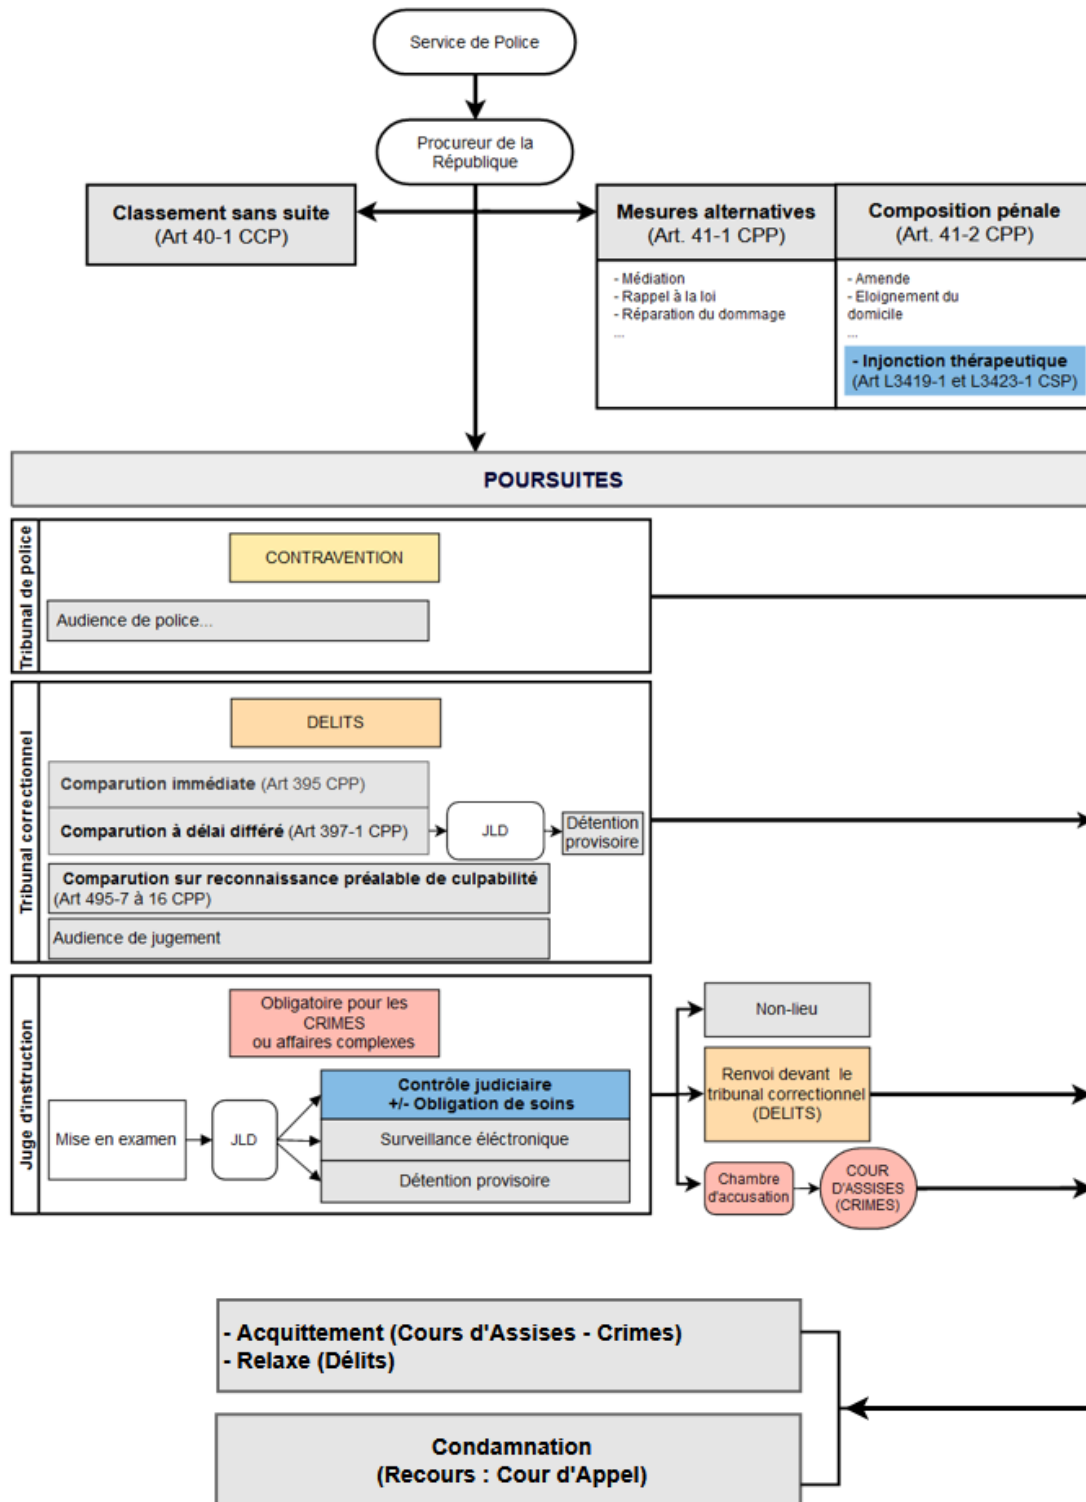 Service de Police
Procureur de la
République
Classement sans suite
(Art 40-1 CCP)
Mesures alternatives
(Art. 41-1 CPP)
Composition pénale
(Art. 41-2 CPP)
- Médiation
- Rappel à la loi
- Réparation du dommage
...
- Amende
- Eloignement du
domicile
...
- Injonction thérapeutique
(Art L3419-1 et L3423-1 CSP)
POURSUITES
Tribunal de police
CONTRAVENTION
Audience de police...
Tribunal correctionnel
DELITS
Comparution immédiate (Art 395 CPP)
Comparution à délai différé (Art 397-1 CPP)
JLD
Détention
provisoire
Comparution sur reconnaissance préalable de culpabilité
(Art 495-7 à 16 CPP)
Audience de jugement
Juge d'instruction
Obligatoire pour les
CRIMES
ou affaires complexes
Mise en examen
JLD
Contrôle judiciaire
+/- Obligation de soins
Surveillance éléctronique
Détention provisoire
Non-lieu
Renvoi devant le
tribunal correctionnel
(DELITS)
Chambre
d'accusation
COUR
D'ASSISES
(CRIMES)
- Acquittement (Cours d'Assises - Crimes)
- Relaxe (Délits)
Condamnation
(Recours : Cour d'Appel)